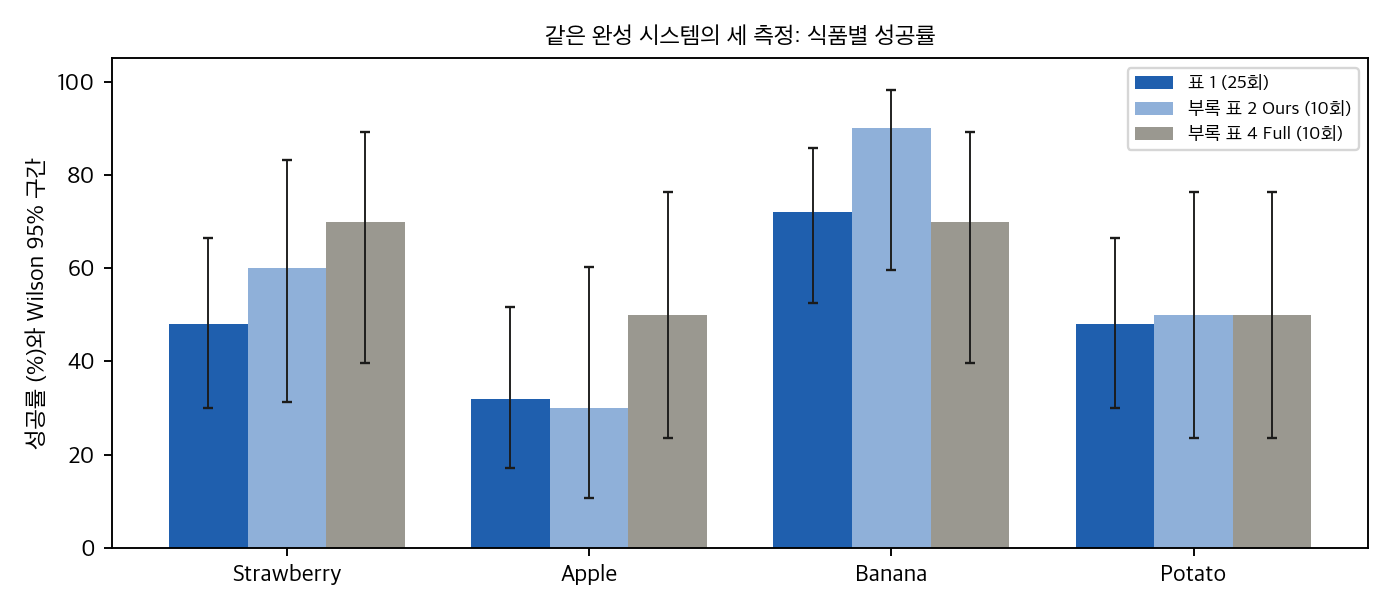 같은 완성 시스템의 세 측정: 식품별 성공률
성공률 (%)와 Wilson 95% 구간
100
80
60
40
20
0
표 1 (25회)
부록 표 2 Ours (10회)
부록 표 4 Full (10회)
Strawberry
Apple
Banana
Potato